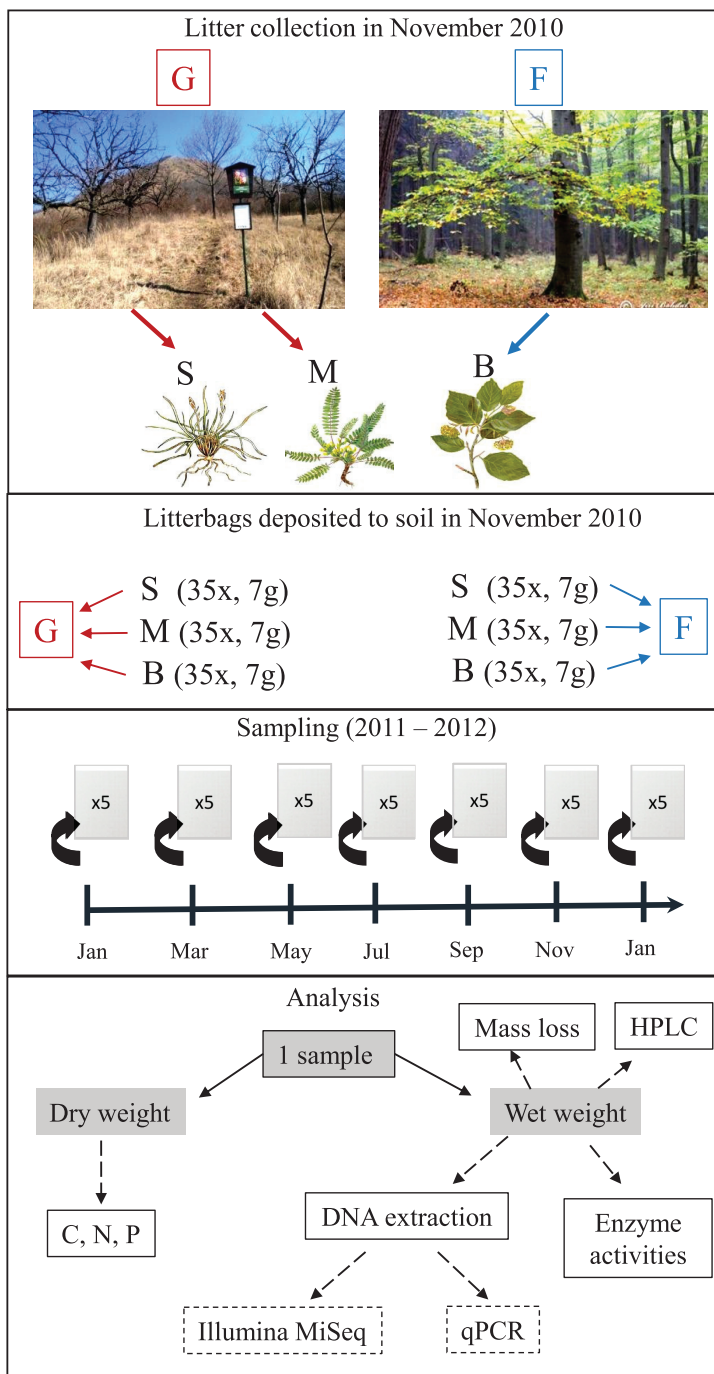 Litter collection in November 2010
G
F
S
M
B
Litterbags deposited to soil in November 2010
S (35x, 7g)
M (35x, 7g)
B (35x, 7g)
G
S (35x, 7g)
M (35x, 7g)
B (35x, 7g)
F
Sampling (2011 – 2012)
x5 x5 x5 x5 x5 x5 x5
Jan Mar May Jul Sep Nov Jan
Analysis
1 sample
Mass loss
HPLC
Dry weight
Wet weight
C, N, P
DNA extraction
Enzyme
activities
Illumina MiSeq
qPCR